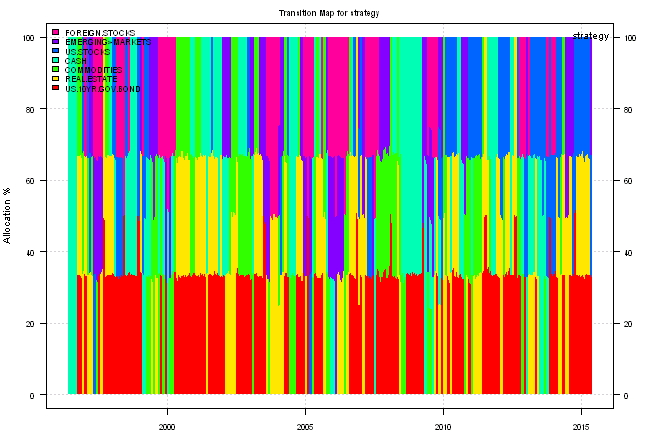 Transition Map for strategy
strategy
FOREIGN.STOCKS
EMERGING>MARKETS
US.STOCKS
CASH
COMMODITIES
REAL.ESTATE
US.10YR.GOV.BOND
Allocation %
100 100
80 80
60 60
40 40
20 20
0 0
2000 2005 2010 2015